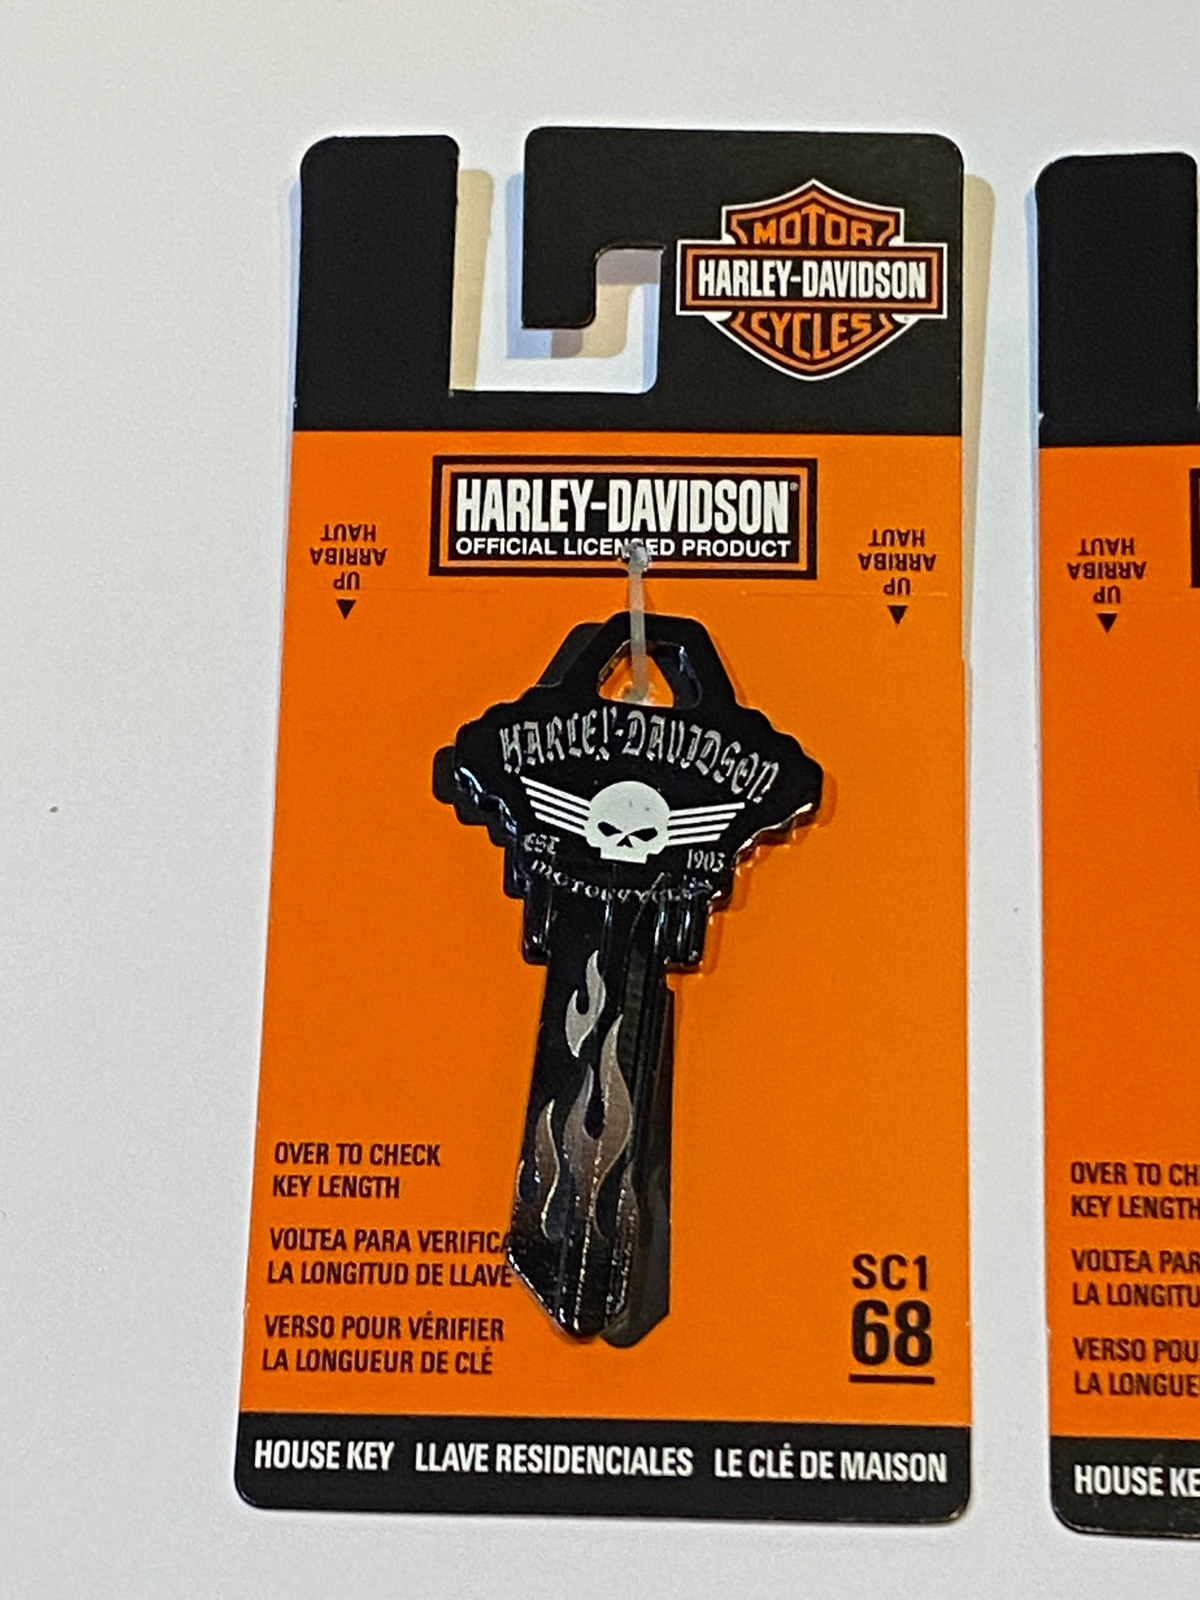 MOTOR
HARLEY-DAVIDSON
CYCLES
HARLEY-DAVIDSON®
OFFICIAL LICENSED PRODUCT
UP
ARRIBA
HAUT
UP
ARRIBA
HAUT
HARLEY-DAVIDSON
EST 1903
MOTORCYCLES
OVER TO CHECK
KEY LENGTH
VOLTEA PARA VERIFICA
LA LONGITUD DE LLAVE
VERSO POUR VÉRIFIER
LA LONGUEUR DE CLÉ
SC1
68
HOUSE KEY LLAVE RESIDENCIALES LE CLÉ DE MAISON
UP
ARRIBA
HAUT
OVER TO CH
KEY LENGTH
VOLTEA PAR
LA LONGITU
VERSO POU
LA LONGUE
HOUSE KE